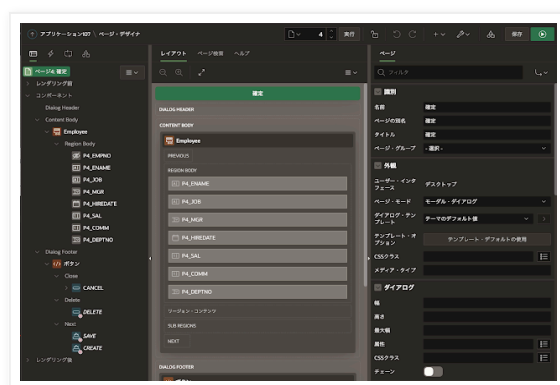 アプリケーション107 \ ページ・デザイナ
4
実行
保存
ページ4: 確定
レンダリング前
コンポーネント
Dialog Header
Content Body
Employee
Region Body
P4_EMPNO
P4_ENAME
P4_JOB
P4_MGR
P4_HIREDATE
P4_SAL
P4_COMM
P4_DEPTNO
Dialog Footer
ボタン
Close
CANCEL
Delete
DELETE
Next
SAVE
CREATE
レンダリング後
レイアウト ページ検索 ヘルプ
確定
DIALOG HEADER
CONTENT BODY
Employee
PREVIOUS
REGION BODY
P4_ENAME
P4_JOB
P4_MGR
P4_HIREDATE
P4_SAL
P4_COMM
P4_DEPTNO
リージョン・コンテンツ
SUB REGIONS
NEXT
DIALOG FOOTER
ボタン
ページ
フィルタ
識別
名前 確定
ページの別名 確定
タイトル 確定
ページ・グループ - 選択 -
外観
ユーザー・インタフェース デスクトップ
ページ・モード モーダル・ダイアログ
ダイアログ・テンプレート テーマのデフォルト値
テンプレート・オプション テンプレート・デフォルトの使用
CSSクラス
メディア・タイプ
ダイアログ
幅
高さ
最大幅
属性
CSSクラス
チェーン